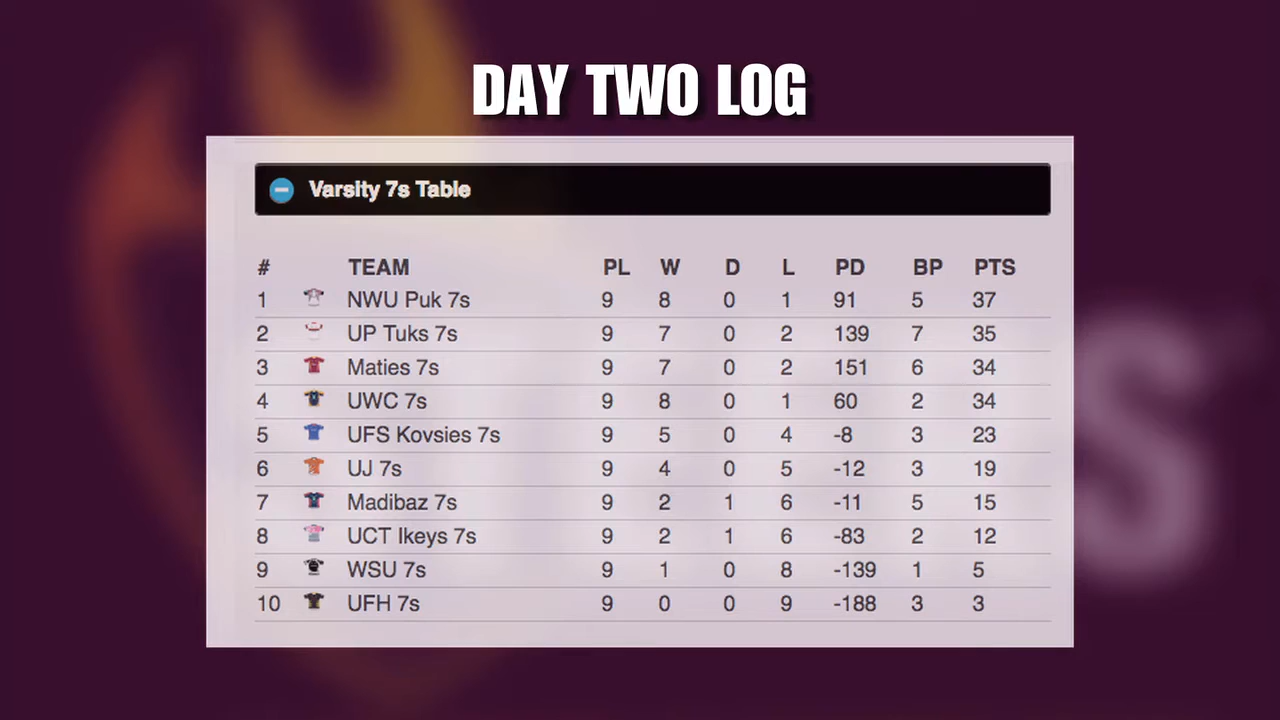 DAY TWO LOG
Varsity 7s Table
# TEAM PL W D L PD BP PTS
1 NWU Puk 7s 9 8 0 1 91 5 37
2 UP Tuks 7s 9 7 0 2 139 7 35
3 Maties 7s 9 7 0 2 151 6 34
4 UWC 7s 9 8 0 1 60 2 34
5 UFS Kovsies 7s 9 5 0 4 -8 3 23
6 UJ 7s 9 4 0 5 -12 3 19
7 Madibaz 7s 9 2 1 6 -11 5 15
8 UCT Ikeys 7s 9 2 1 6 -83 2 12
9 WSU 7s 9 1 0 8 -139 1 5
10 UFH 7s 9 0 0 9 -188 3 3